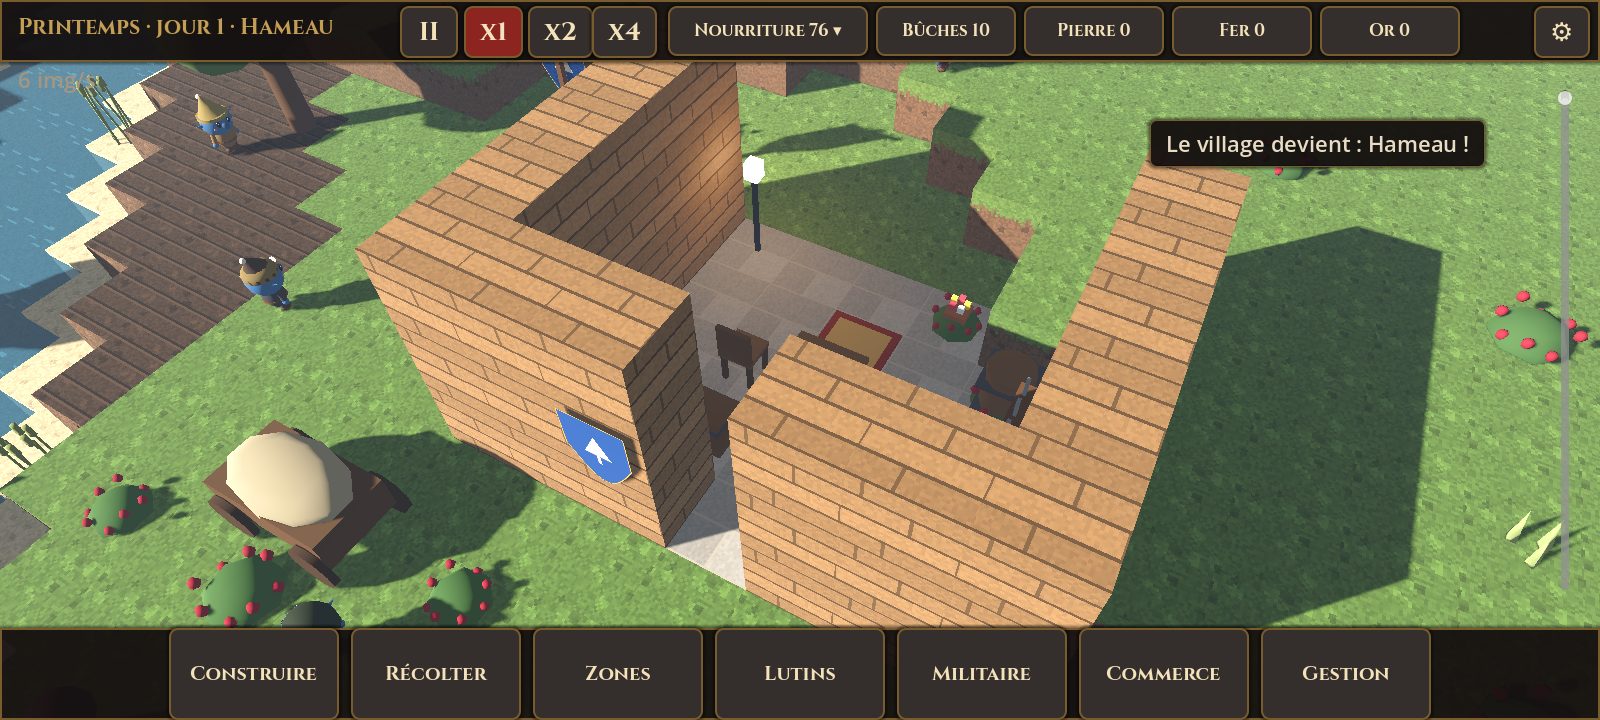 Printemps · jour 1 · Hameau
II
X1
X2
X4
Nourriture 76 ▾
Bûches 10
Pierre 0
Fer 0
Or 0
6 img/s
Le village devient : Hameau !
Construire
Récolter
Zones
Lutins
Militaire
Commerce
Gestion